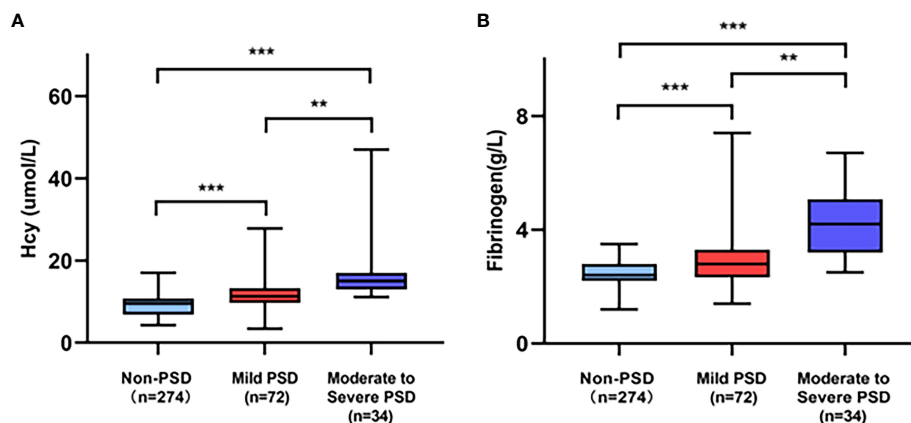 A
Hcy (umol/L)
60
40
20
0
***
**
***
Non-PSD
（n=274）
Mild PSD
(n=72)
Moderate to
Severe PSD
(n=34)
B
Fibrinogen(g/L)
8
4
0
***
**
***
Non-PSD
（n=274）
Mild PSD
(n=72)
Moderate to
Severe PSD
(n=34)